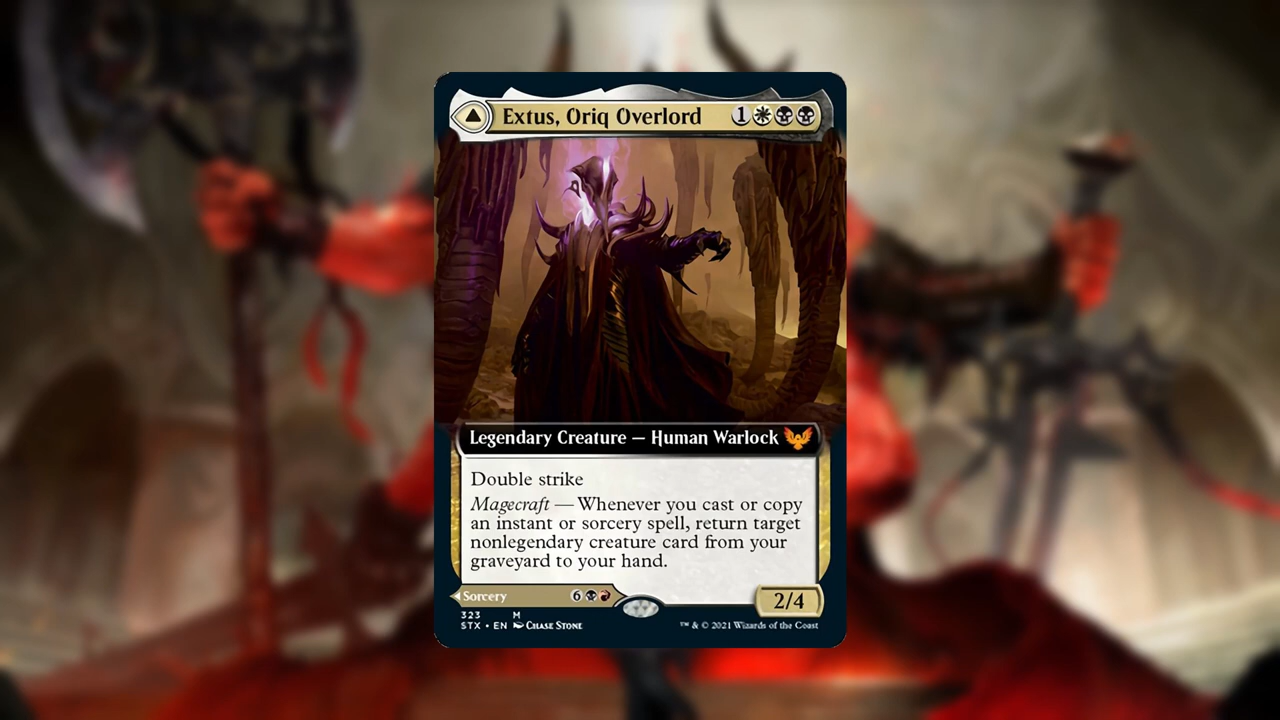 Extus, Oriq Overlord 1
Legendary Creature — Human Warlock
Double strike
Magecraft — Whenever you cast or copy
an instant or sorcery spell, return target
nonlegendary creature card from your
graveyard to your hand.
Sorcery 6
2/4
323 M
STX • EN Chase Stone
™ & © 2021 Wizards of the Coast